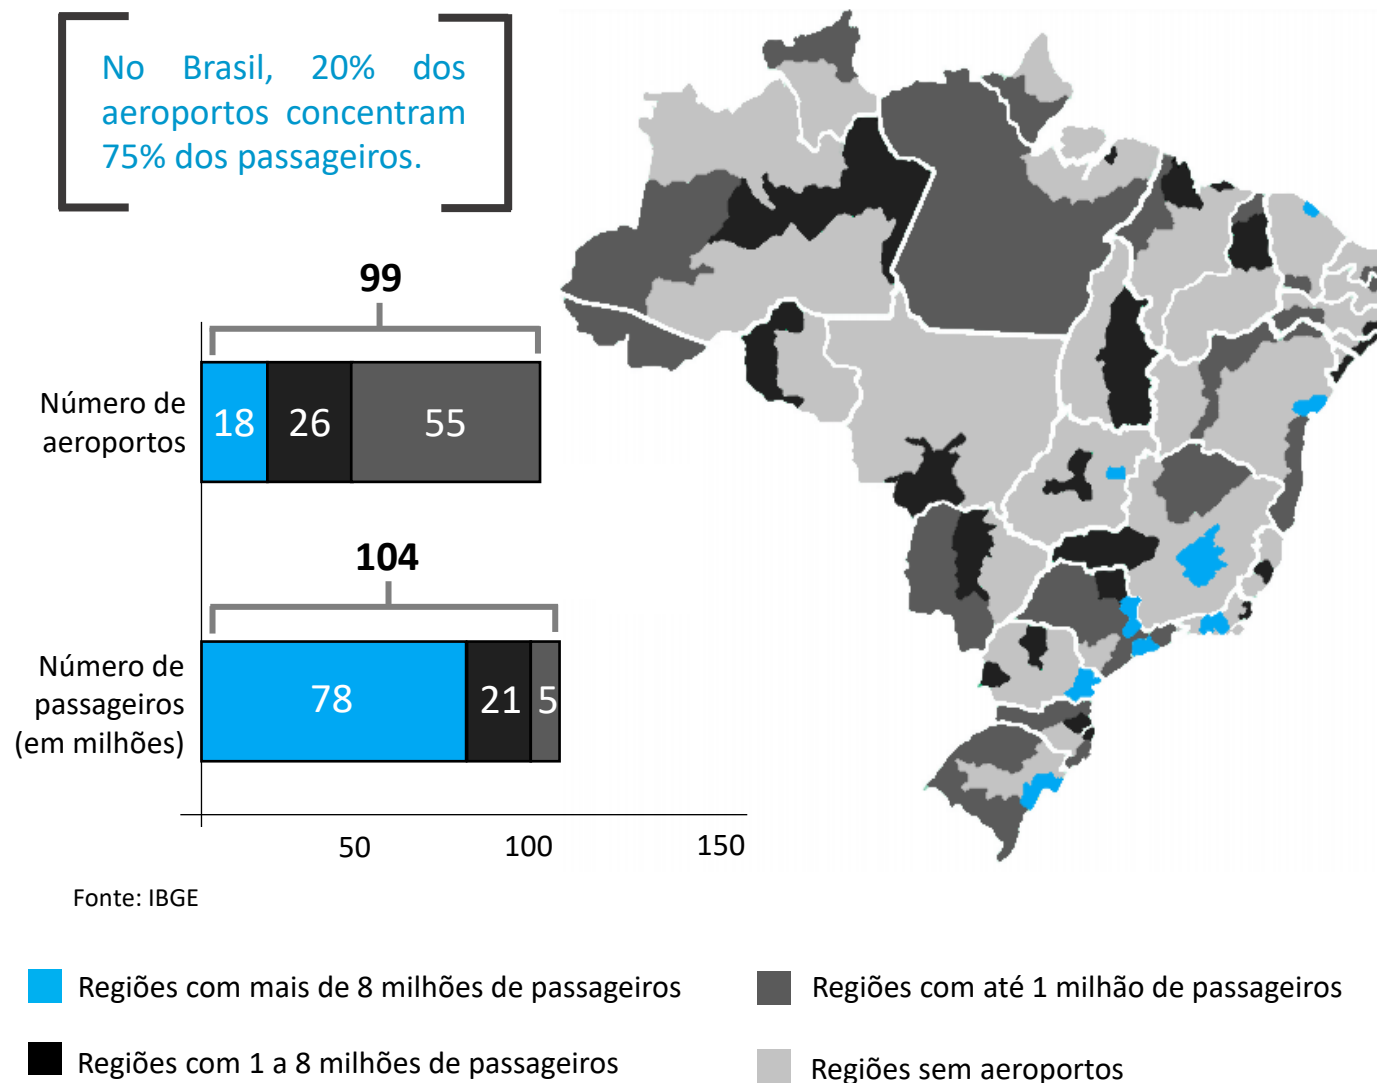 No Brasil, 20% dos
aeroportos concentram
75% dos passageiros.
99
Número de
aeroportos
18 26 55
104
Número de
passageiros
(em milhões)
78 21 5
50 100 150
Fonte: IBGE
Regiões com mais de 8 milhões de passageiros
Regiões com até 1 milhão de passageiros
Regiões com 1 a 8 milhões de passageiros
Regiões sem aeroportos